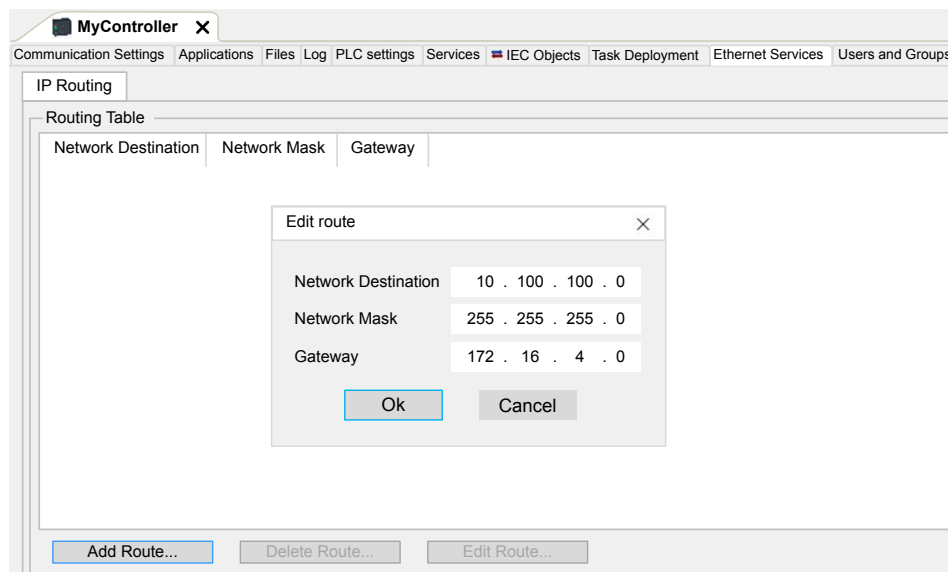 MyController X
Communication Settings Applications Files Log PLC settings Services IEC Objects Task Deployment Ethernet Services Users and Groups
IP Routing
Routing Table
Network Destination Network Mask Gateway
Edit route
Network Destination 10 . 100 . 100 . 0
Network Mask 255 . 255 . 255 . 0
Gateway 172 . 16 . 4 . 0
Ok Cancel
Add Route... Delete Route... Edit Route...